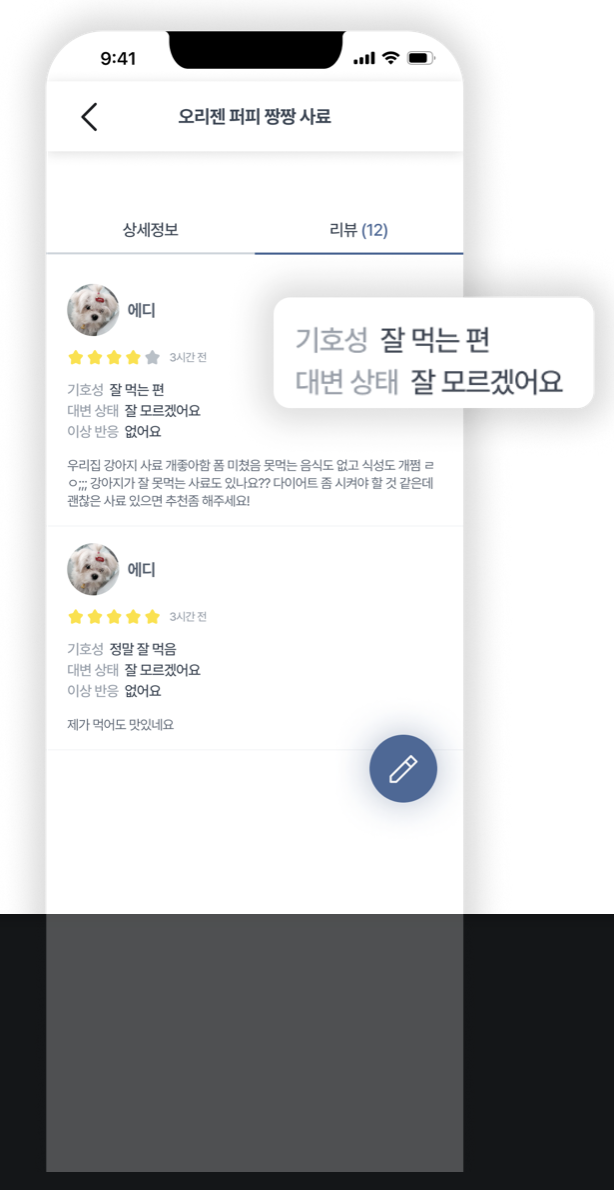 9:41
오리젠 퍼피 짱짱 사료
상세정보
리뷰 (12)
에디
3시간 전
기호성 잘 먹는 편
대변 상태 잘 모르겠어요
이상 반응 없어요
우리집 강아지 사료 개좋아함 폼 미쳤음 못먹는 음식도 없고 식성도 개쩜 ㄹ
ㅇ;;; 강아지가 잘 못먹는 사료도 있나요?? 다이어트 좀 시켜야 할 것 같은데
괜찮은 사료 있으면 추천좀 해주세요!
기호성 잘 먹는 편
대변 상태 잘 모르겠어요
에디
3시간 전
기호성 정말 잘 먹음
대변 상태 잘 모르겠어요
이상 반응 없어요
제가 먹어도 맛있네요